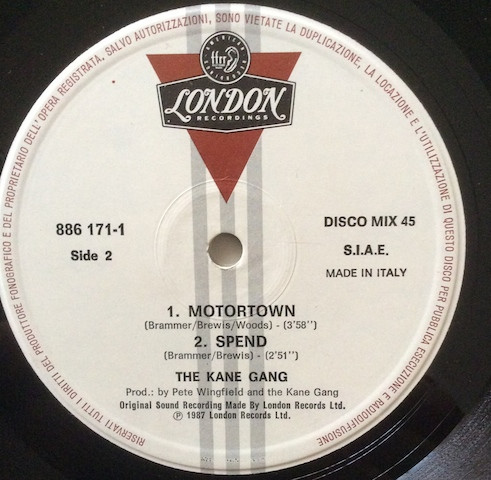 RISERVATI TUTTI I DIRITTI DEL PRODUTTORE FONOGRAFICO E DEL PROPRIETARIO DELL'OPERA REGISTRATA. SALVO AUTORIZZAZIONI, SONO VIETATE LA DUPLICAZIONE, LA LOCAZIONE E L'UTILIZZAZIONE DI QUESTO DISCO PER PUBBLICA ESECUZIONE E RADIODIFFUSIONE
ffrr
LONDON
RECORDINGS
886 171-1
Side 2
DISCO MIX 45
S.I.A.E.
MADE IN ITALY
1. MOTORTOWN
(Brammer/Brewis/Woods) - (3'58'')
2. SPEND
(Brammer/Brewis) - (2'51'')
THE KANE GANG
Prod.: by Pete Wingfield and the Kane Gang
Original Sound Recording Made By London Records Ltd.
℗ 1987 London Records Ltd.